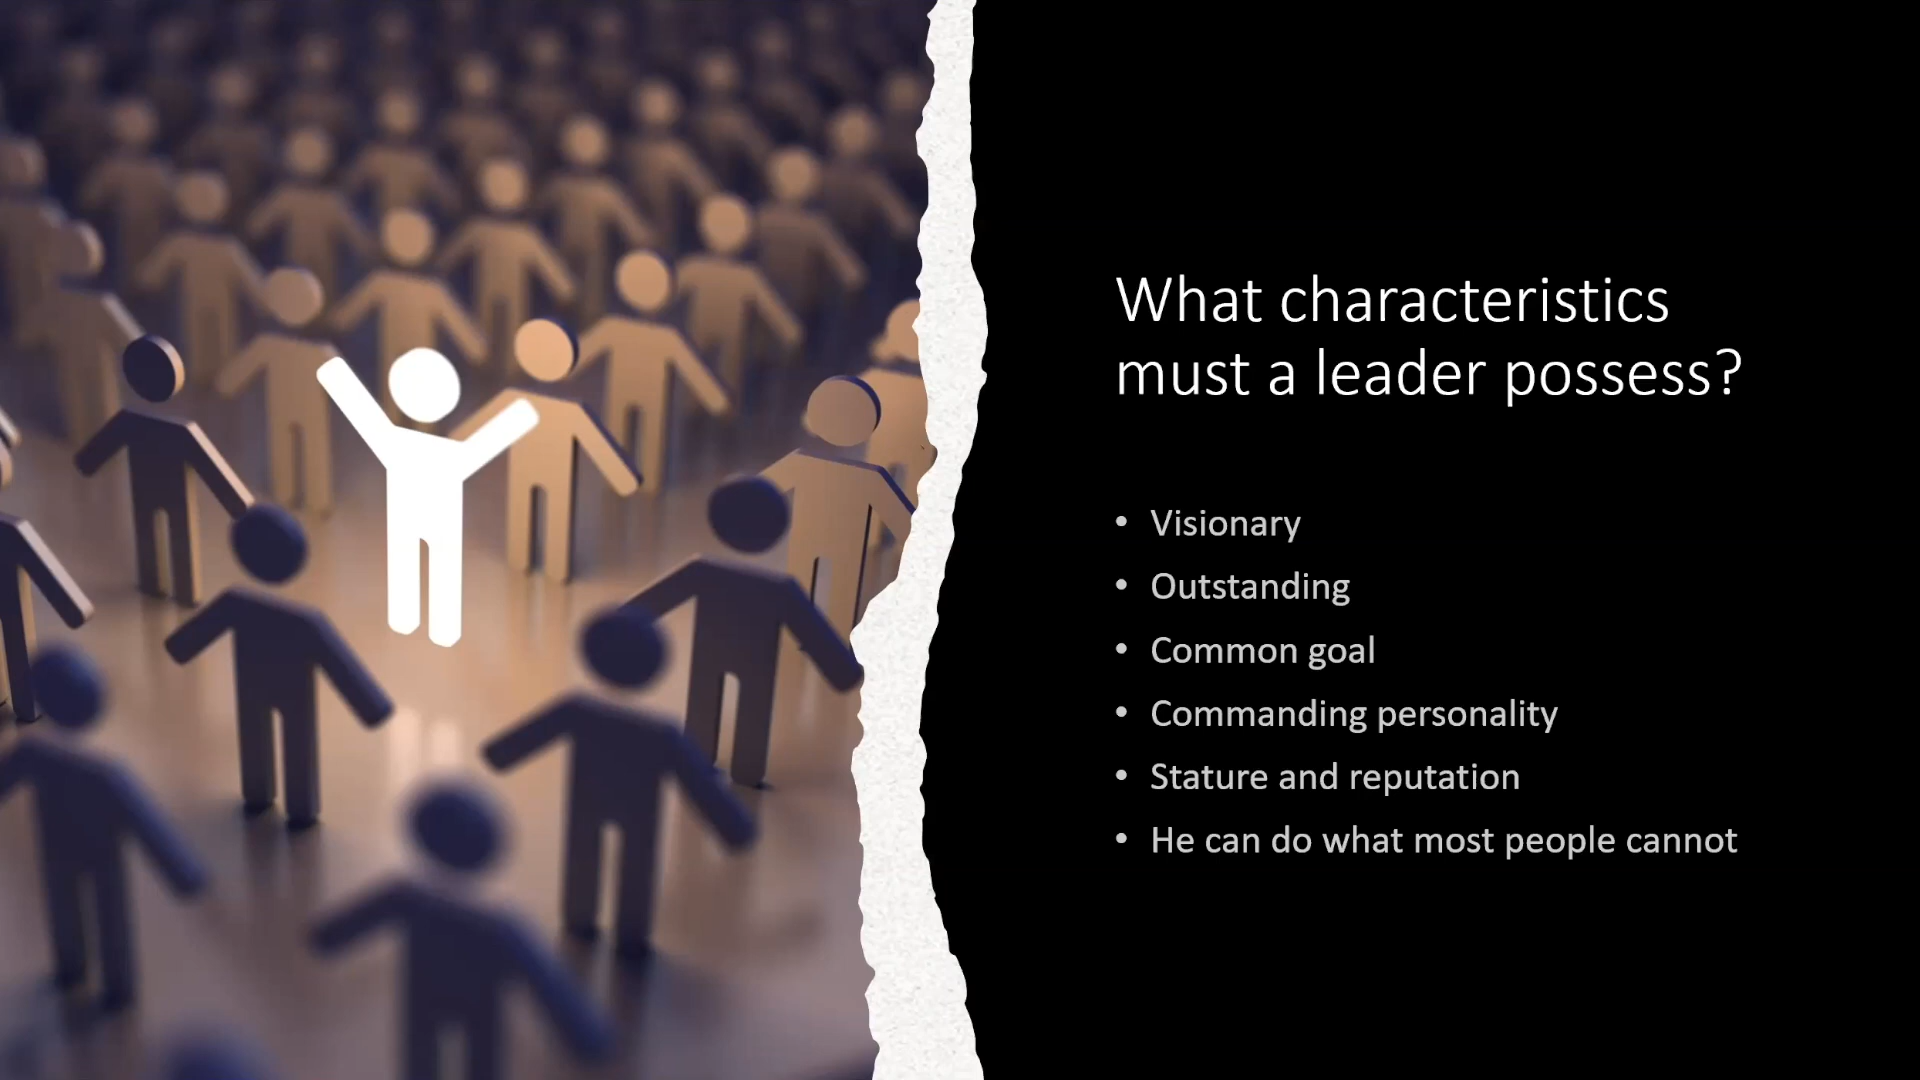 What characteristics
must a leader possess?
• Visionary
• Outstanding
• Common goal
• Commanding personality
• Stature and reputation
• He can do what most people cannot